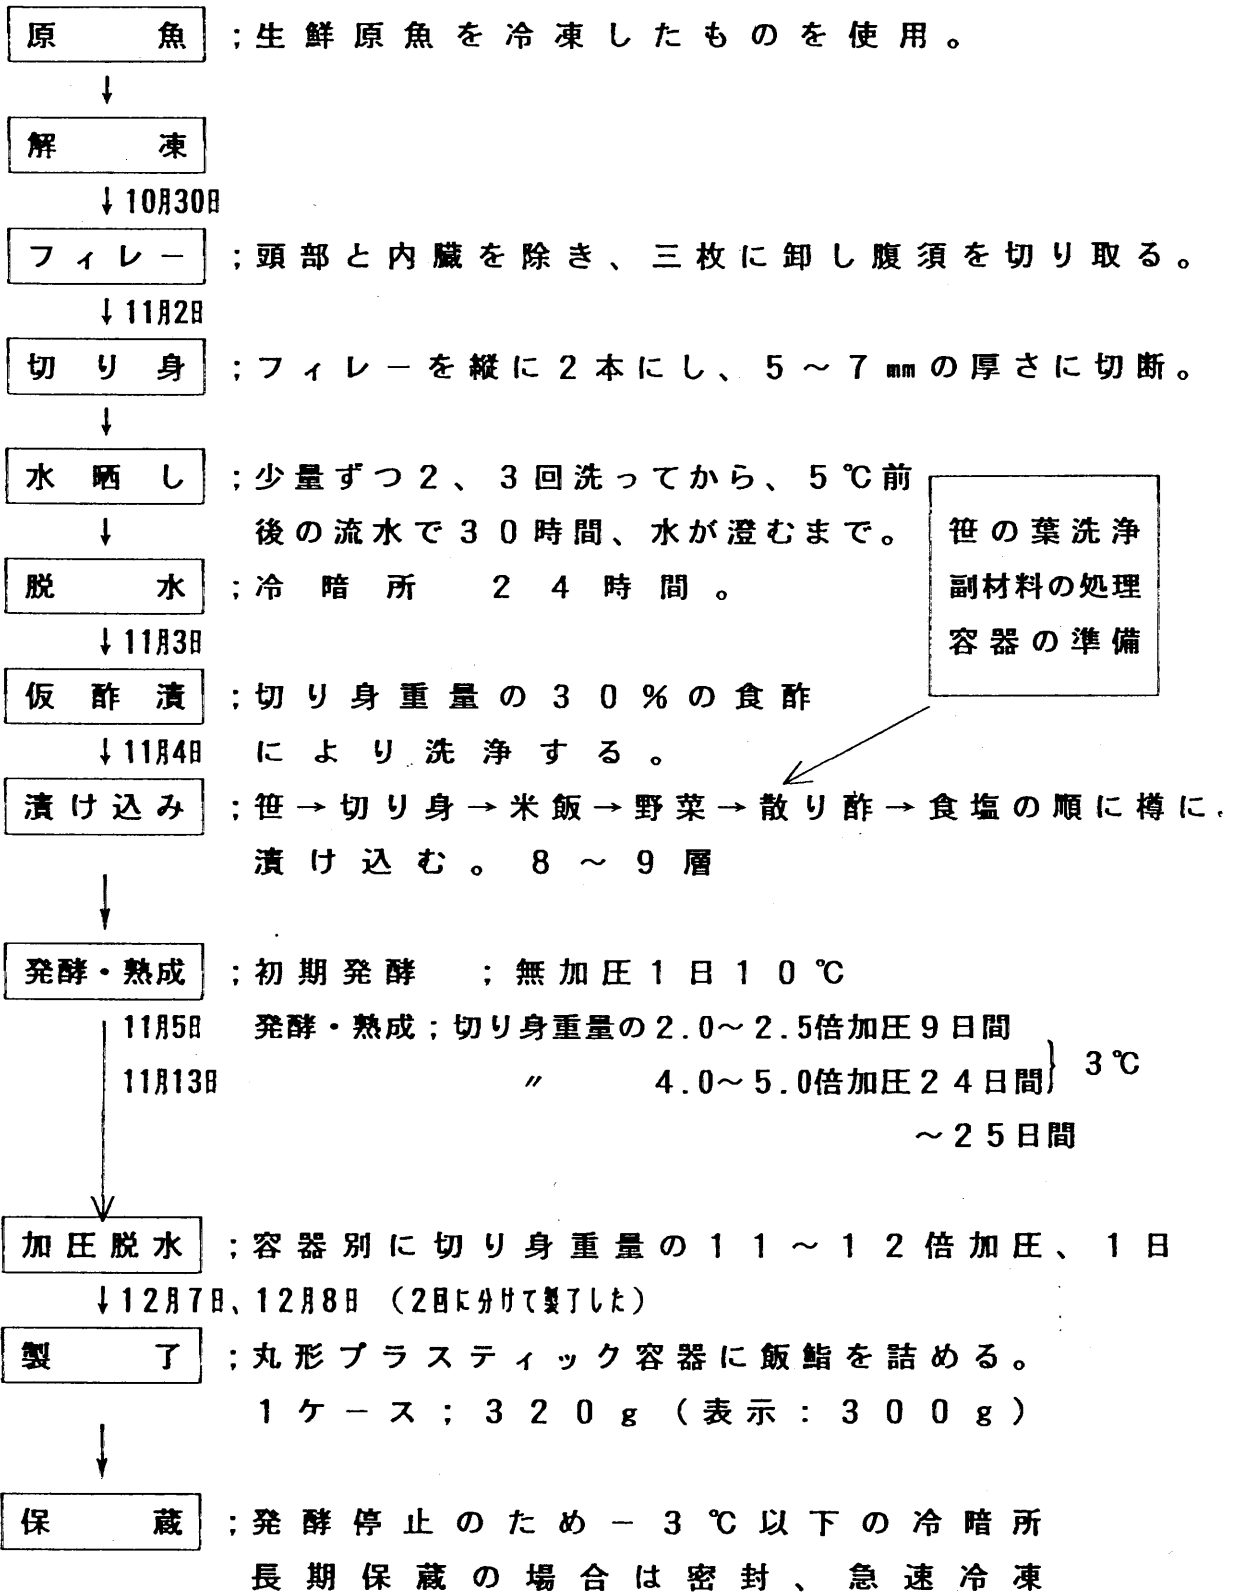 原魚；生鮮原魚を冷凍したものを使用。
↓
解凍
↓10月30日
フィレー；頭部と内臓を除き、三枚に卸し腹須を切り取る。
↓11月2日
切り身；フィレーを縦に2本にし、5～7㎜の厚さに切断。
↓
水晒し；少量ずつ2、3回洗ってから、5℃前
↓ 後の流水で30時間、水が澄むまで。
脱水；冷暗所 24時間。
笹の葉洗浄
副材料の処理
容器の準備
↓11月3日
仮酢漬；切り身重量の30％の食酢
↓11月4日 により洗浄する。
漬け込み；笹→切り身→米飯→野菜→散り酢→食塩の順に樽に
漬け込む。8～9層
↓
発酵・熟成；初期発酵 ；無加圧1日10℃
11月5日 発酵・熟成；切り身重量の2.0～2.5倍加圧9日間
11月13日 〃 4.0～5.0倍加圧24日間} 3℃
～25日間
加圧脱水；容器別に切り身重量の11～12倍加圧、1日
↓12月7日、12月8日（2回に分けて製了した）
製了；丸形プラスティック容器に飯鮨を詰める。
1ケース；320g（表示：300g）
↓
保蔵；発酵停止のため－3℃以下の冷暗所
長期保蔵の場合は密封、急速冷凍